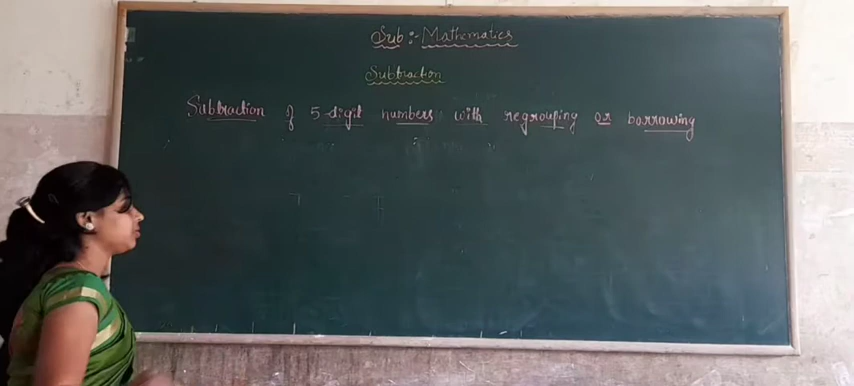 Sub :- Mathematics
Subtraction
Subtraction of 5-digit numbers with regrouping or borrowing